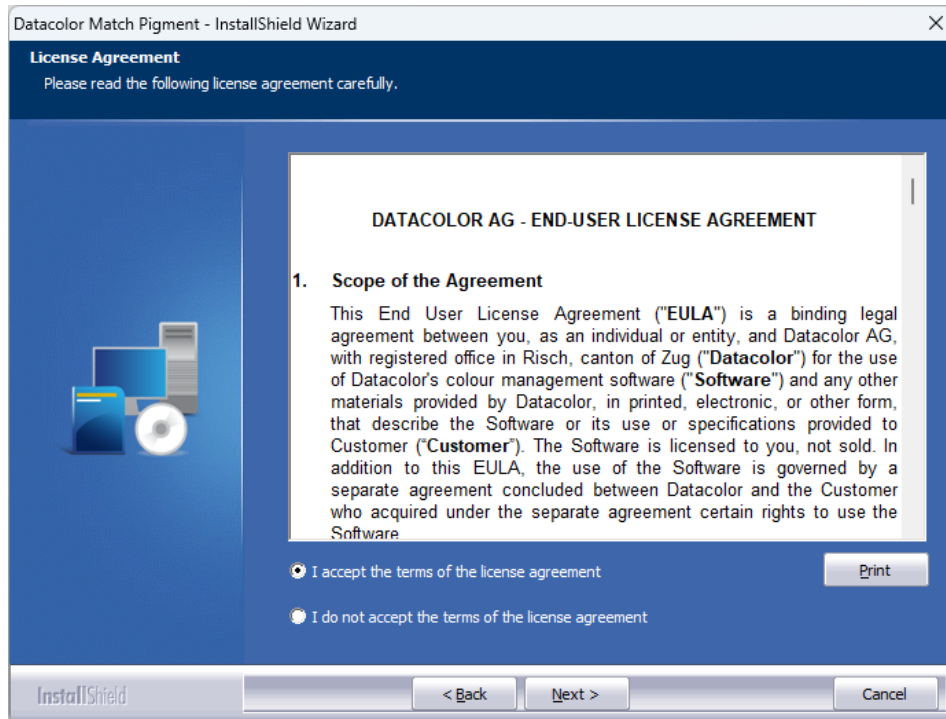 Datacolor Match Pigment - InstallShield Wizard
License Agreement
Please read the following license agreement carefully.
DATACOLOR AG - END-USER LICENSE AGREEMENT
1. Scope of the Agreement
This End User License Agreement ("EULA") is a binding legal
agreement between you, as an individual or entity, and Datacolor AG,
with registered office in Risch, canton of Zug ("Datacolor") for the use
of Datacolor's colour management software ("Software") and any other
materials provided by Datacolor, in printed, electronic, or other form,
that describe the Software or its use or specifications provided to
Customer (“Customer”). The Software is licensed to you, not sold. In
addition to this EULA, the use of the Software is governed by a
separate agreement concluded between Datacolor and the Customer
who acquired under the separate agreement certain rights to use the
Software.
I accept the terms of the license agreement
Print
I do not accept the terms of the license agreement
InstallShield
< Back
Next >
Cancel